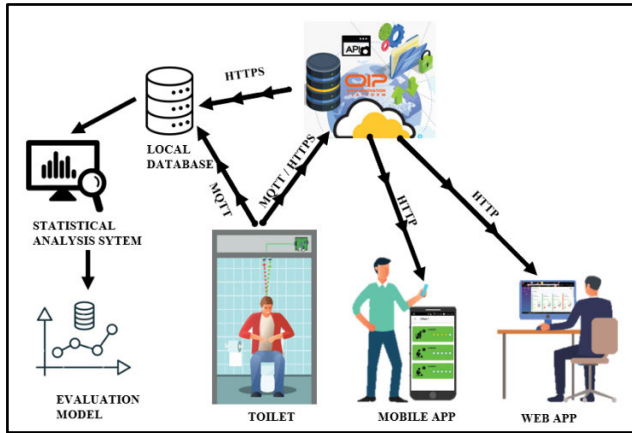 API
HTTPS
OIP
LOCAL
DATABASE
MQTT
MQTT / HTTPS
HTTP
HTTP
STATISTICAL
ANALYSIS SYTEM
EVALUATION
MODEL
TOILET
MOBILE APP
WEB APP